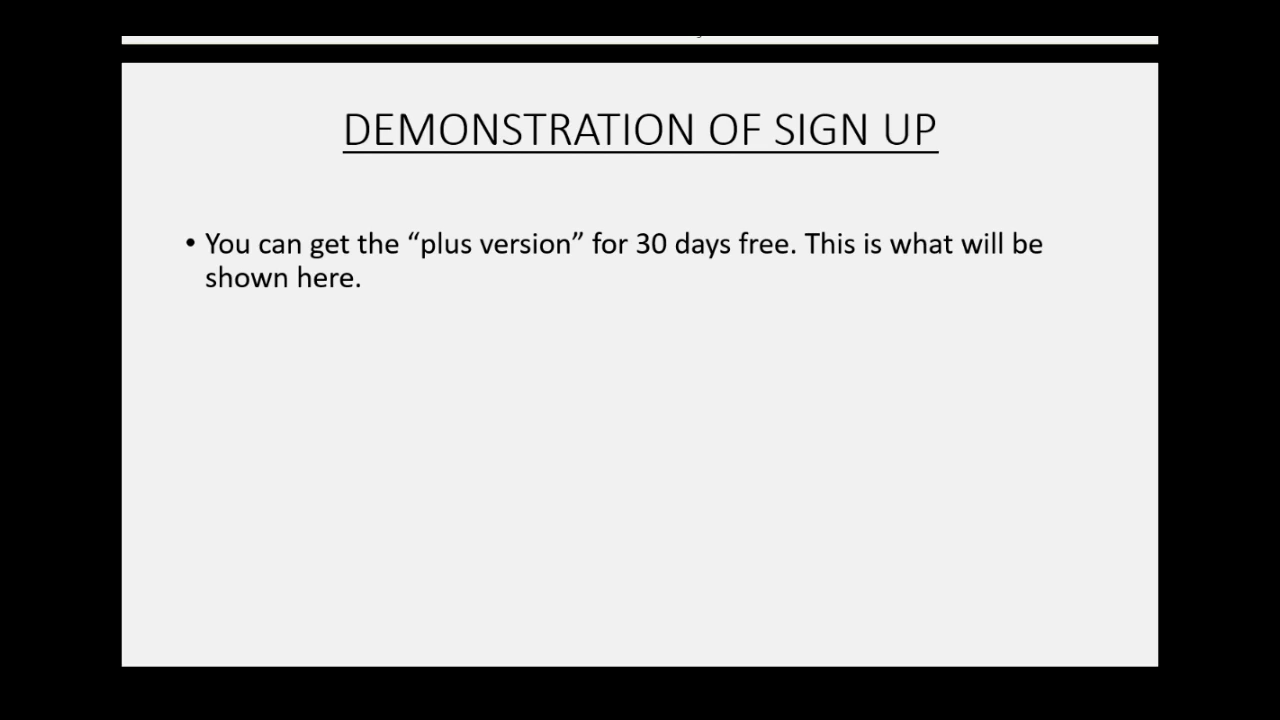 DEMONSTRATION OF SIGN UP
• You can get the “plus version” for 30 days free. This is what will be
shown here.